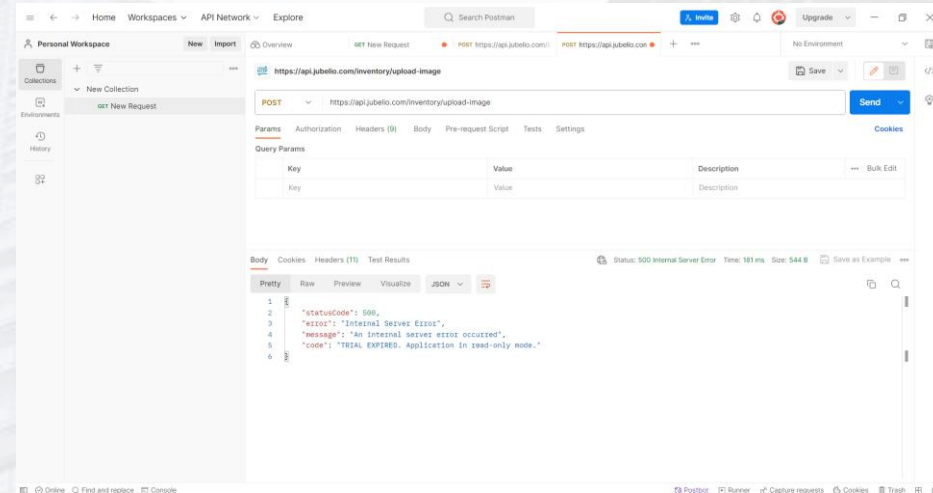 Home Workspaces API Network Explore Search Postman Invite Upgrade
Personal Workspace New Import Overview GET New Request POST https://api.jubelio.com/i POST https://api.jubelio.con No Environment
Collections
Environments
History
New Collection
GET New Request
https://api.jubelio.com/inventory/upload-image Save
POST https://api.jubelio.com/inventory/upload-image Send
Params Authorization Headers (9) Body Pre-request Script Tests Settings Cookies
Query Params
Key Value Description Bulk Edit
Key Value Description
Body Cookies Headers (11) Test Results Status: 500 Internal Server Error Time: 161 ms Size: 544 B Save as Example
Pretty Raw Preview Visualize JSON
1 {
2 "statusCode": 500,
3 "error": "Internal Server Error",
4 "message": "An internal server error occurred",
5 "code": "TRIAL EXPIRED. Application in read-only mode."
6 }
Online Find and replace Console Postbot Runner Capture requests Cookies Trash